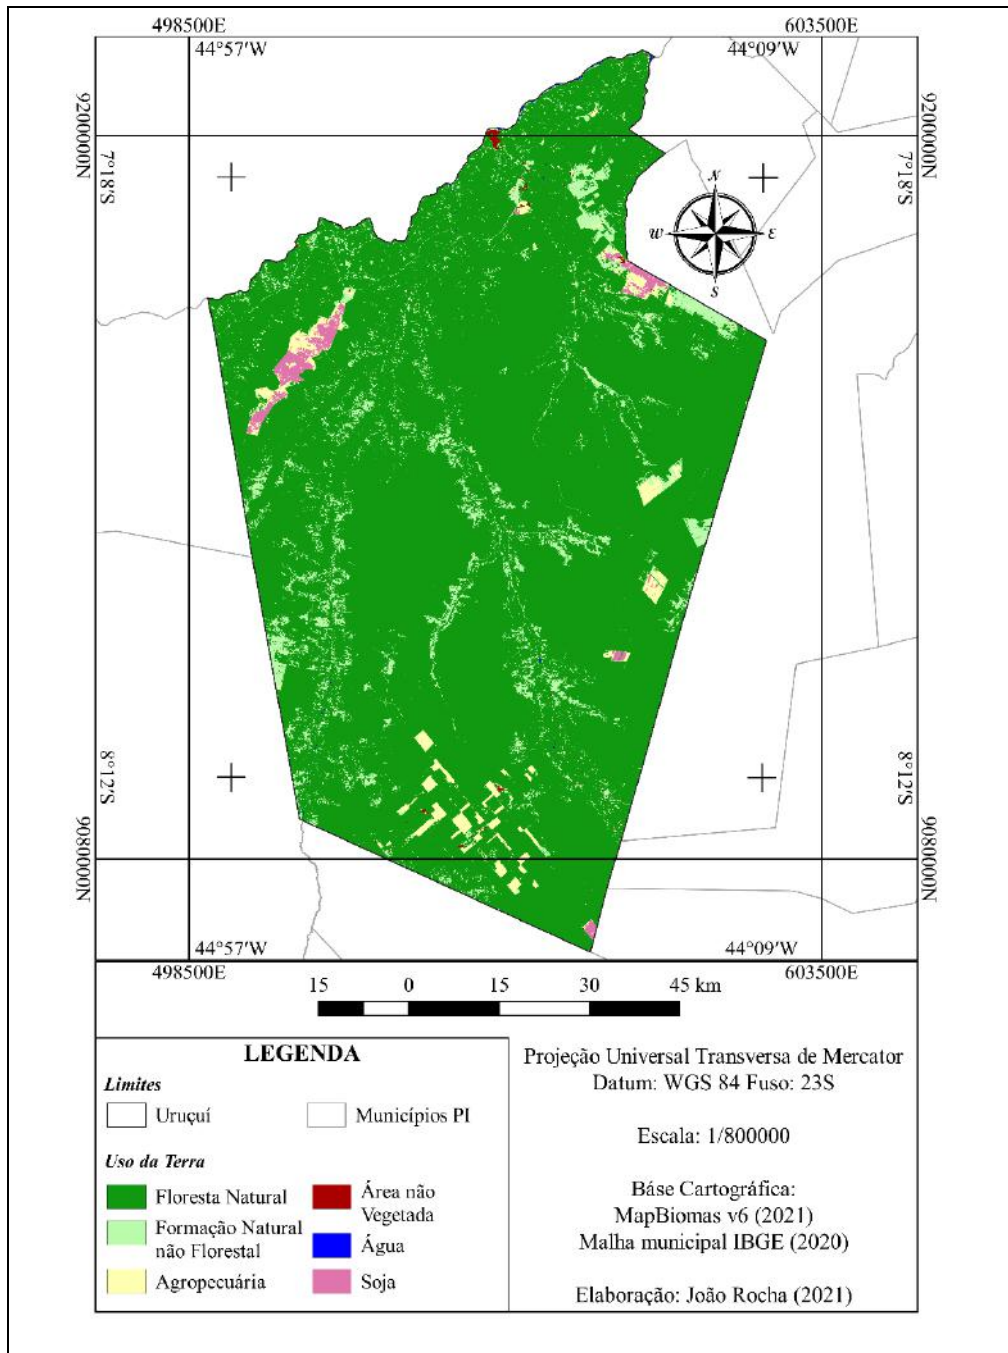 498500E 603500E
44°57'W 44°09'W
9200000N 9200000N
7°18'S 7°18'S
N
W E
S
8°12'S 8°12'S
9080000N 9080000N
44°57'W 44°09'W
498500E 603500E
15 0 15 30 45 km
LEGENDA
Limites
Uruçuí Municípios PI
Uso da Terra
Floresta Natural
Formação Natural
não Florestal
Agropecuária
Área não
Vegetada
Água
Soja
Projeção Universal Transversa de Mercator
Datum: WGS 84 Fuso: 23S
Escala: 1/800000
Báse Cartográfica:
MapBiomas v6 (2021)
Malha municipal IBGE (2020)
Elaboração: João Rocha (2021)